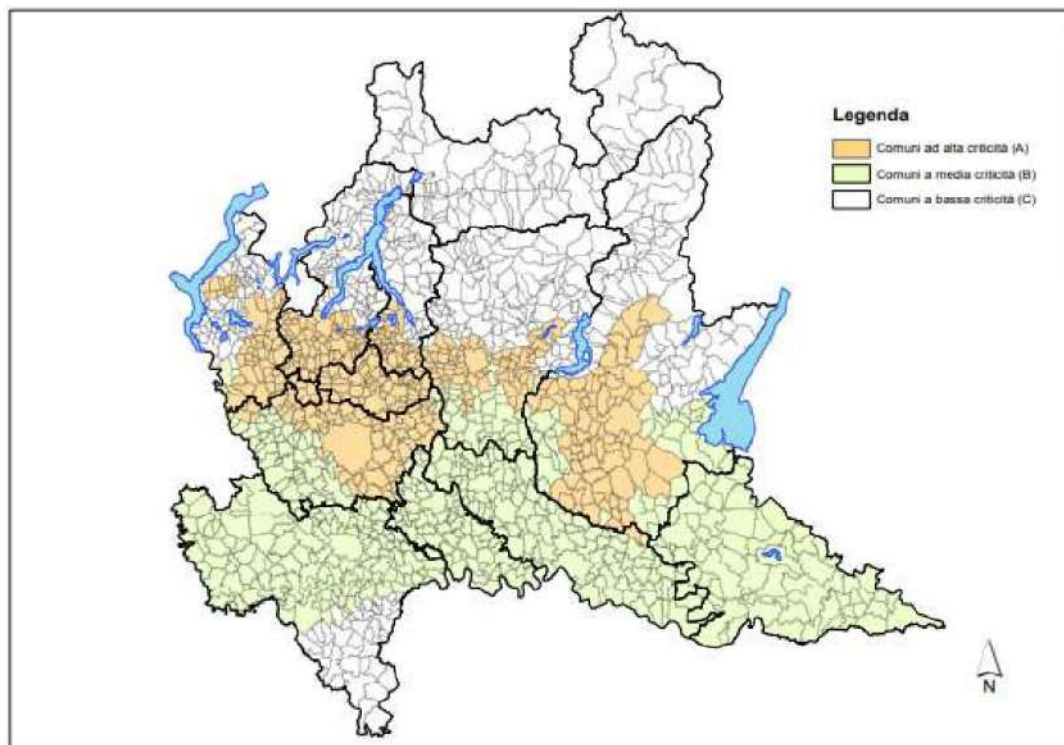 Legenda
Comuni ad alta criticità (A)
Comuni a media criticità (B)
Comuni a bassa criticità (C)
N